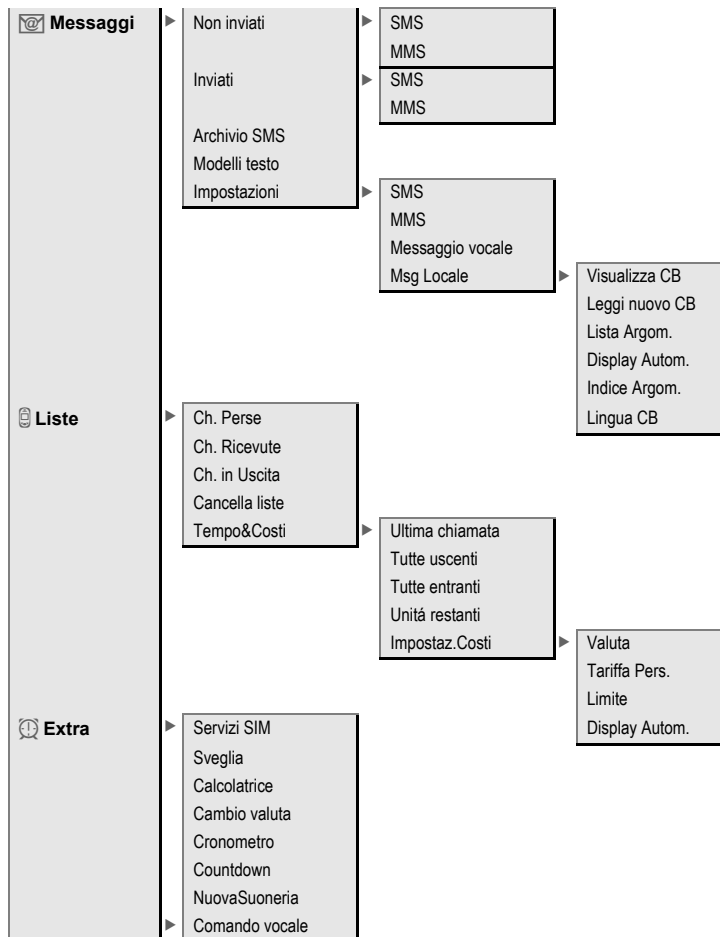 Messaggi
Non inviati
SMS
MMS
Inviati
SMS
MMS
Archivio SMS
Modelli testo
Impostazioni
SMS
MMS
Messaggio vocale
Msg Locale
Visualizza CB
Leggi nuovo CB
Lista Argom.
Display Autom.
Indice Argom.
Lingua CB
Liste
Ch. Perse
Ch. Ricevute
Ch. in Uscita
Cancella liste
Tempo&Costi
Ultima chiamata
Tutte uscenti
Tutte entranti
Unitá restanti
Impostaz.Costi
Valuta
Tariffa Pers.
Limite
Display Autom.
Extra
Servizi SIM
Sveglia
Calcolatrice
Cambio valuta
Cronometro
Countdown
NuovaSuoneria
Comando vocale